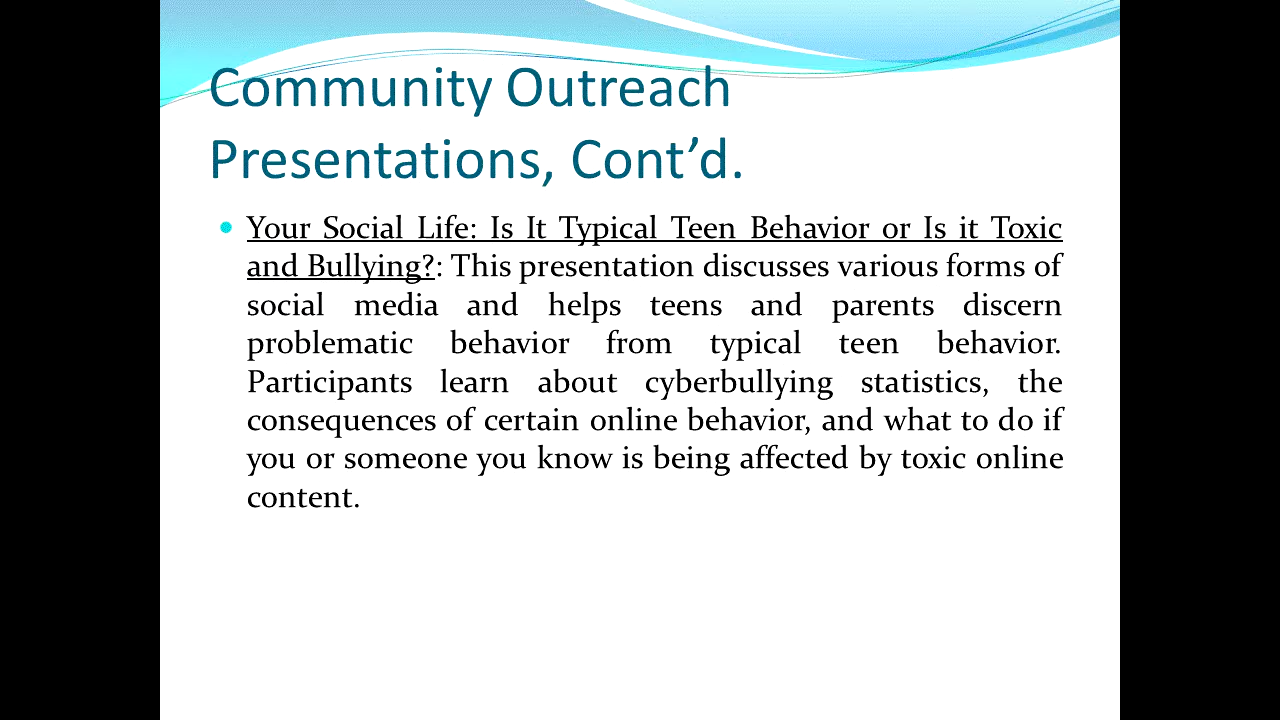 Community Outreach
Presentations, Cont’d.
Your Social Life: Is It Typical Teen Behavior or Is it Toxic
and Bullying?: This presentation discusses various forms of
social media and helps teens and parents discern
problematic behavior from typical teen behavior.
Participants learn about cyberbullying statistics, the
consequences of certain online behavior, and what to do if
you or someone you know is being affected by toxic online
content.